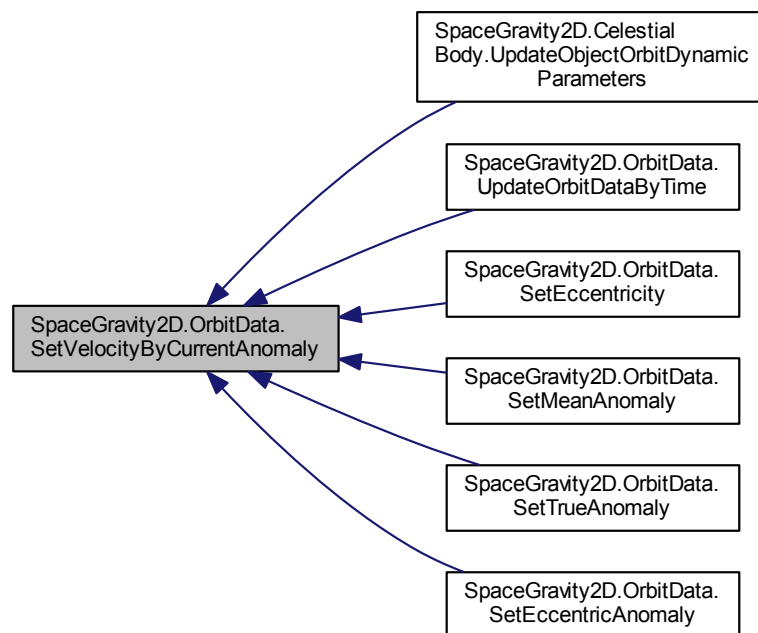 SpaceGravity2D.Celestial
Body.UpdateObjectOrbitDynamic
Parameters
SpaceGravity2D.OrbitData.
UpdateOrbitDataByTime
SpaceGravity2D.OrbitData.
SetEccentricity
SpaceGravity2D.OrbitData.
SetVelocityByCurrentAnomaly
SpaceGravity2D.OrbitData.
SetMeanAnomaly
SpaceGravity2D.OrbitData.
SetTrueAnomaly
SpaceGravity2D.OrbitData.
SetEccentricAnomaly